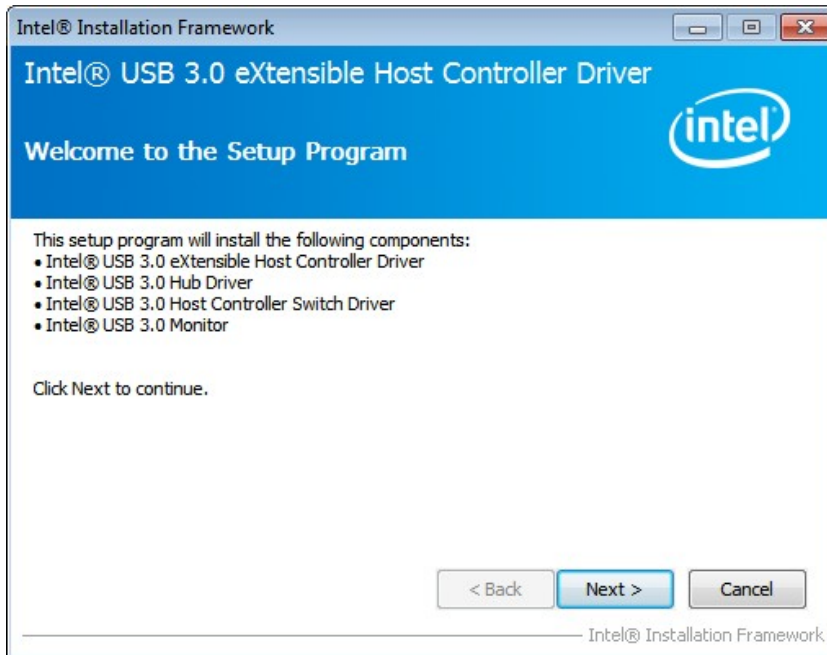 Intel® Installation Framework
Intel® USB 3.0 eXtensible Host Controller Driver
intel
Welcome to the Setup Program
This setup program will install the following components:
• Intel® USB 3.0 eXtensible Host Controller Driver
• Intel® USB 3.0 Hub Driver
• Intel® USB 3.0 Host Controller Switch Driver
• Intel® USB 3.0 Monitor
Click Next to continue.
< Back Next > Cancel
Intel® Installation Framework